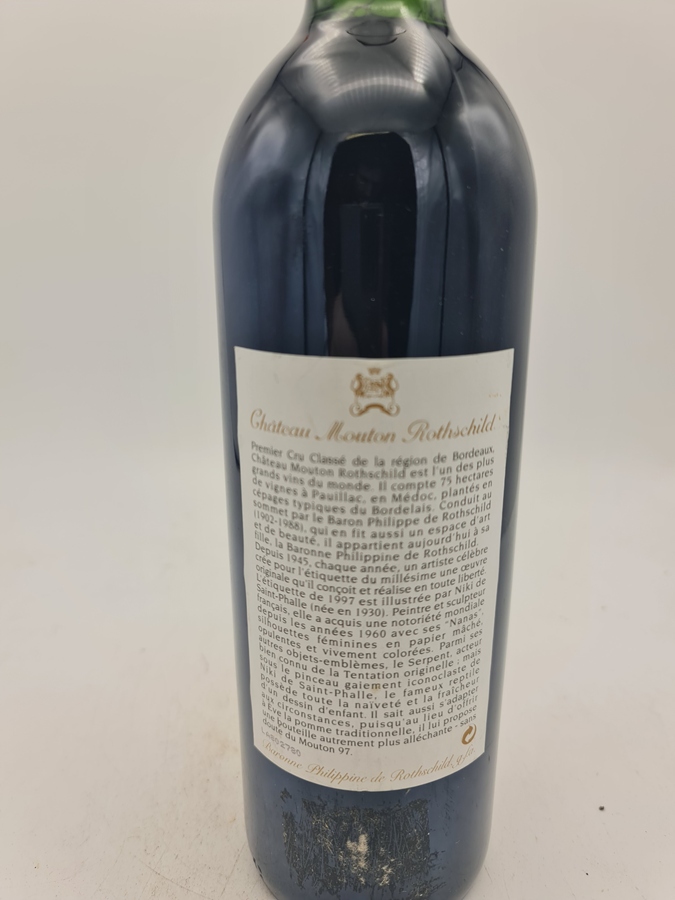 Château Mouton Rothschild
Premier Cru Classé de la région de Bordeaux,
Château Mouton Rothschild est l'un des plus
grands vins du monde. Il compte 75 hectares
de vignes à Pauillac, en Médoc, plantés en
cépages typiques du Bordelais. Conduit au
sommet par le Baron Philippe de Rothschild
(1902-1988), qui en fit aussi un espace d'art
et de beauté, il appartient aujourd'hui à sa
fille, la Baronne Philippine de Rothschild.
Depuis 1945, chaque année, un artiste célèbre
crée pour l'étiquette du millésime une œuvre
originale qu'il conçoit et réalise en toute liberté.
L'étiquette de 1997 est illustrée par Niki de
Saint-Phalle (née en 1930). Peintre et sculpteur
français, elle a acquis une notoriété mondiale
depuis les années 1960 avec ses "Nanas",
silhouettes féminines en papier mâché,
opulentes et vivement colorées. Parmi ses
autres objets-emblèmes, le Serpent, acteur
bien connu de la Tentation originelle ; mais
sous le pinceau gaiement iconoclaste de
Niki de Saint-Phalle, le fameux reptile
possède toute la naïveté et la fraîcheur
d'un dessin d'enfant. Il sait aussi s'adapter
aux circonstances, puisqu'au lieu d'offrir
à Eve la pomme traditionnelle, il lui propose
une bouteille autrement plus alléchante - sans
doute du Mouton 97.
Baronne Philippine de Rothschild, g.f.a.